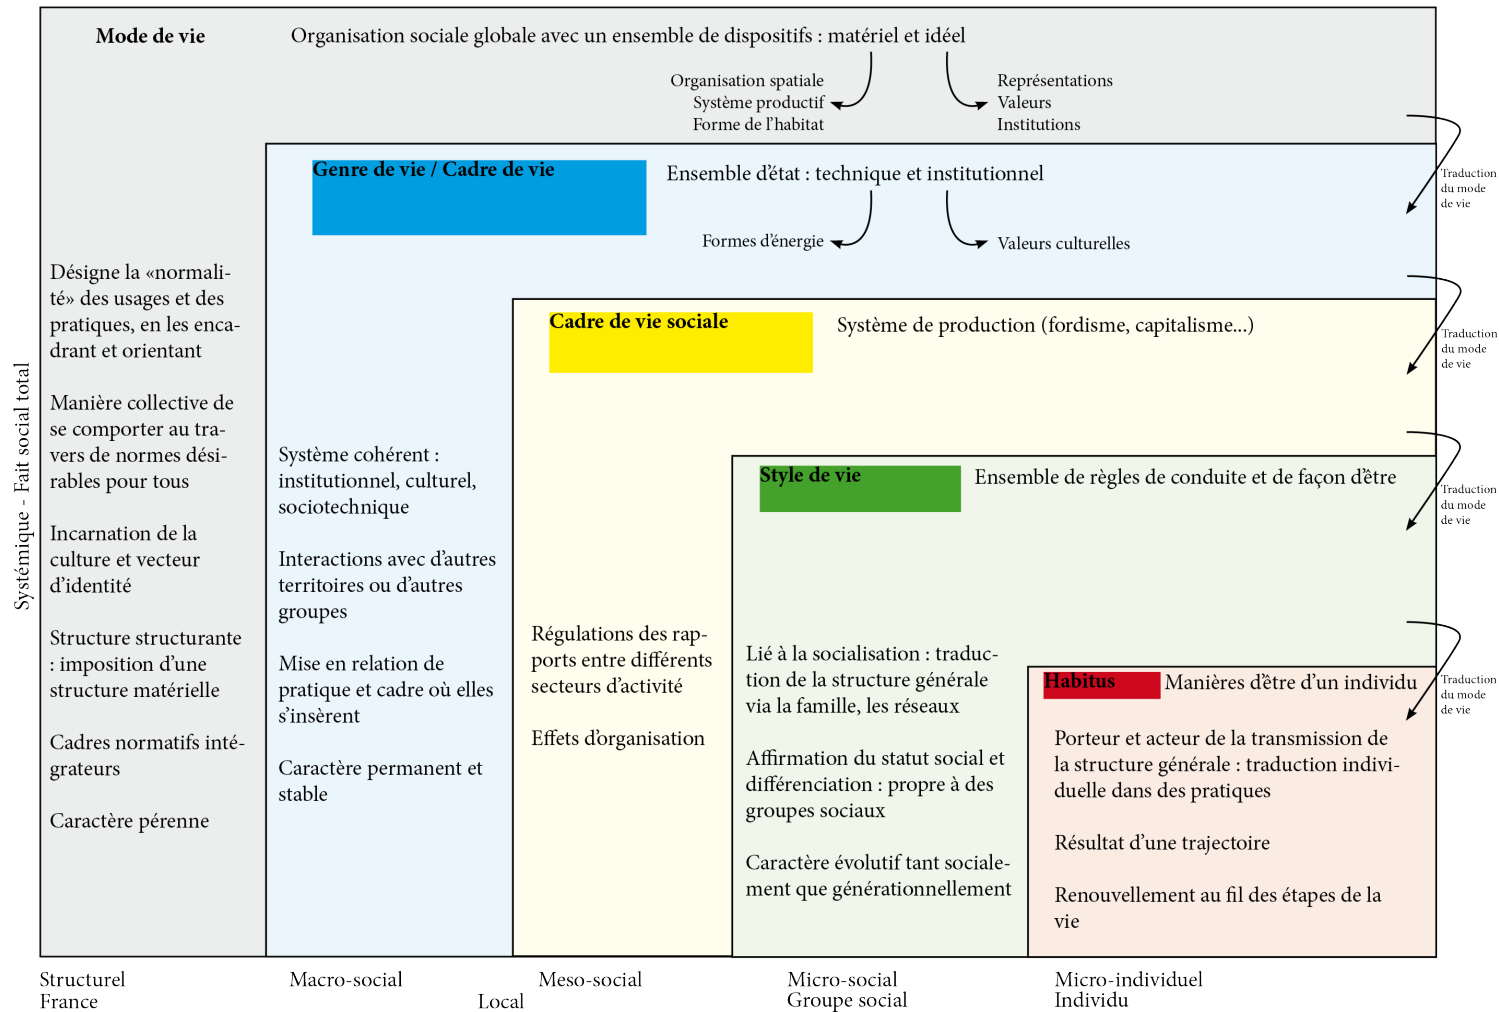 Mode de vie
Organisation sociale globale avec un ensemble de dispositifs : matériel et idéel
Organisation spatiale
Système productif
Forme de l'habitat
Représentations
Valeurs
Institutions
Traduction
du mode
de vie
Genre de vie / Cadre de vie
Ensemble d'état : technique et institutionnel
Formes d'énergie
Valeurs culturelles
Traduction
du mode
de vie
Cadre de vie sociale
Système de production (fordisme, capitalisme...)
Traduction
du mode
de vie
Style de vie
Ensemble de règles de conduite et de façon d'être
Traduction
du mode
de vie
Habitus
Manières d'être d'un individu
Systémique - Fait social total
Désigne la «normali-
té» des usages et des
pratiques, en les enca-
drant et orientant
Manière collective de
se comporter au tra-
vers de normes dési-
rables pour tous
Incarnation de la
culture et vecteur
d'identité
Structure structurante
: imposition d'une
structure matérielle
Cadres normatifs inté-
grateurs
Caractère pérenne
Système cohérent :
institutionnel, culturel,
sociotechnique
Interactions avec d'autres
territoires ou d'autres
groupes
Mise en relation de
pratique et cadre où elles
s'insèrent
Caractère permanent et
stable
Régulations des rap-
ports entre différents
secteurs d'activité
Effets d'organisation
Lié à la socialisation : traduc-
tion de la structure générale
via la famille, les réseaux
Affirmation du statut social et
différenciation : propre à des
groupes sociaux
Caractère évolutif tant sociale-
ment que générationnellement
Porteur et acteur de la transmission de
la structure générale : traduction indivi-
duelle dans des pratiques
Résultat d'une trajectoire
Renouvellement au fil des étapes de la
vie
Structurel
France
Macro-social
Local
Meso-social
Micro-social
Groupe social
Micro-individuel
Individu